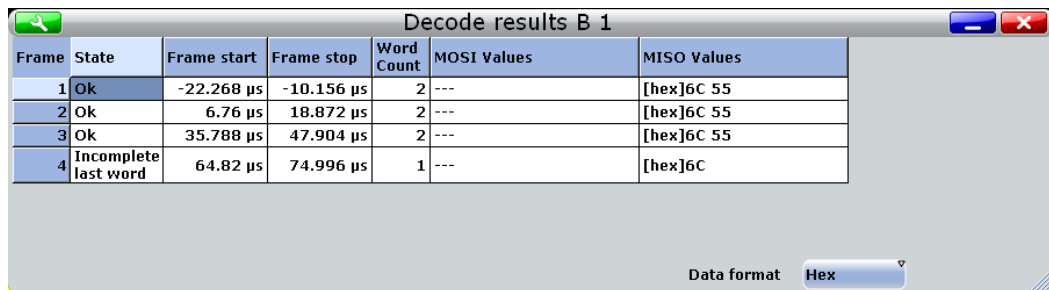 Decode results B 1
Frame State Frame start Frame stop Word Count MOSI Values MISO Values
1 Ok -22.268 µs -10.156 µs 2 --- [hex]6C 55
2 Ok 6.76 µs 18.872 µs 2 --- [hex]6C 55
3 Ok 35.788 µs 47.904 µs 2 --- [hex]6C 55
4 Incomplete last word 64.82 µs 74.996 µs 1 --- [hex]6C
Data format Hex